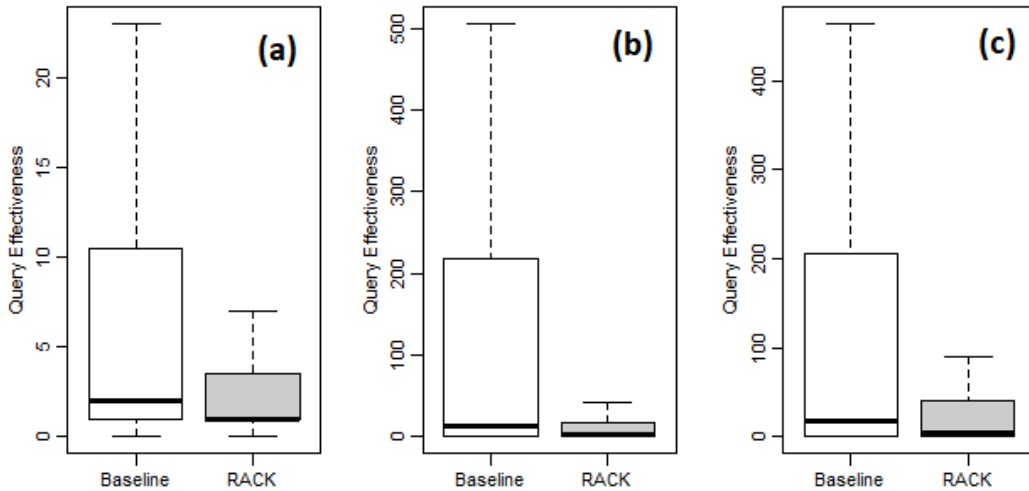 (a)
Query Effectiveness
20
15
10
5
0
Baseline RACK
(b)
Query Effectiveness
500
400
300
200
100
0
Baseline RACK
(c)
Query Effectiveness
400
300
200
100
0
Baseline RACK